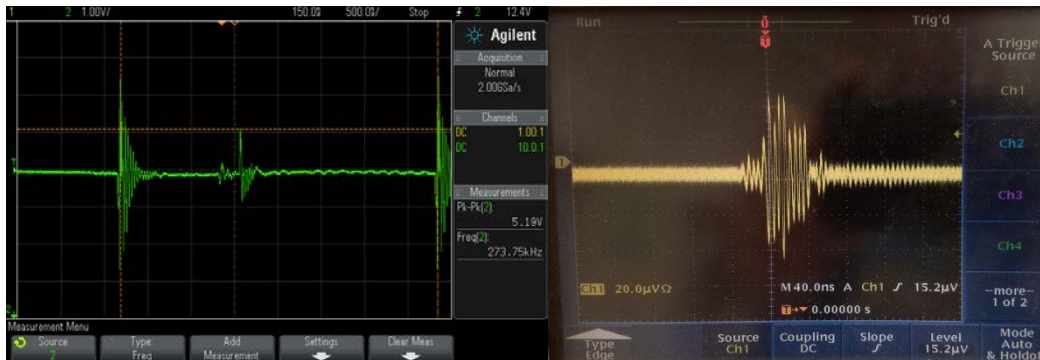 1 2 1.00V/ 150.0ns 500.0ns/ Stop 2 12.4V
Agilent
Acquisition
Normal
2.00GSa/s
Channels
DC 1.00:1
DC 10.0:1
Measurements
Pk-Pk(2):
5.19V
Freq(2):
273.75kHz
Measurement Menu
Source
2
Type:
Freq
Add
Measurement
Settings
Clear Meas
Run Trig'd
A Trigger
Source
Ch1
Ch2
Ch3
Ch4
-more-
1 of 2
1
Ch1 20.0µVΩ M 40.0ns A Ch1 ∫ 15.2µV
T→▾ 0.00000 s
Type
Edge
Source
Ch1
Coupling
DC
Slope
∫
Level
15.2µV
Mode
Auto
& Holdof